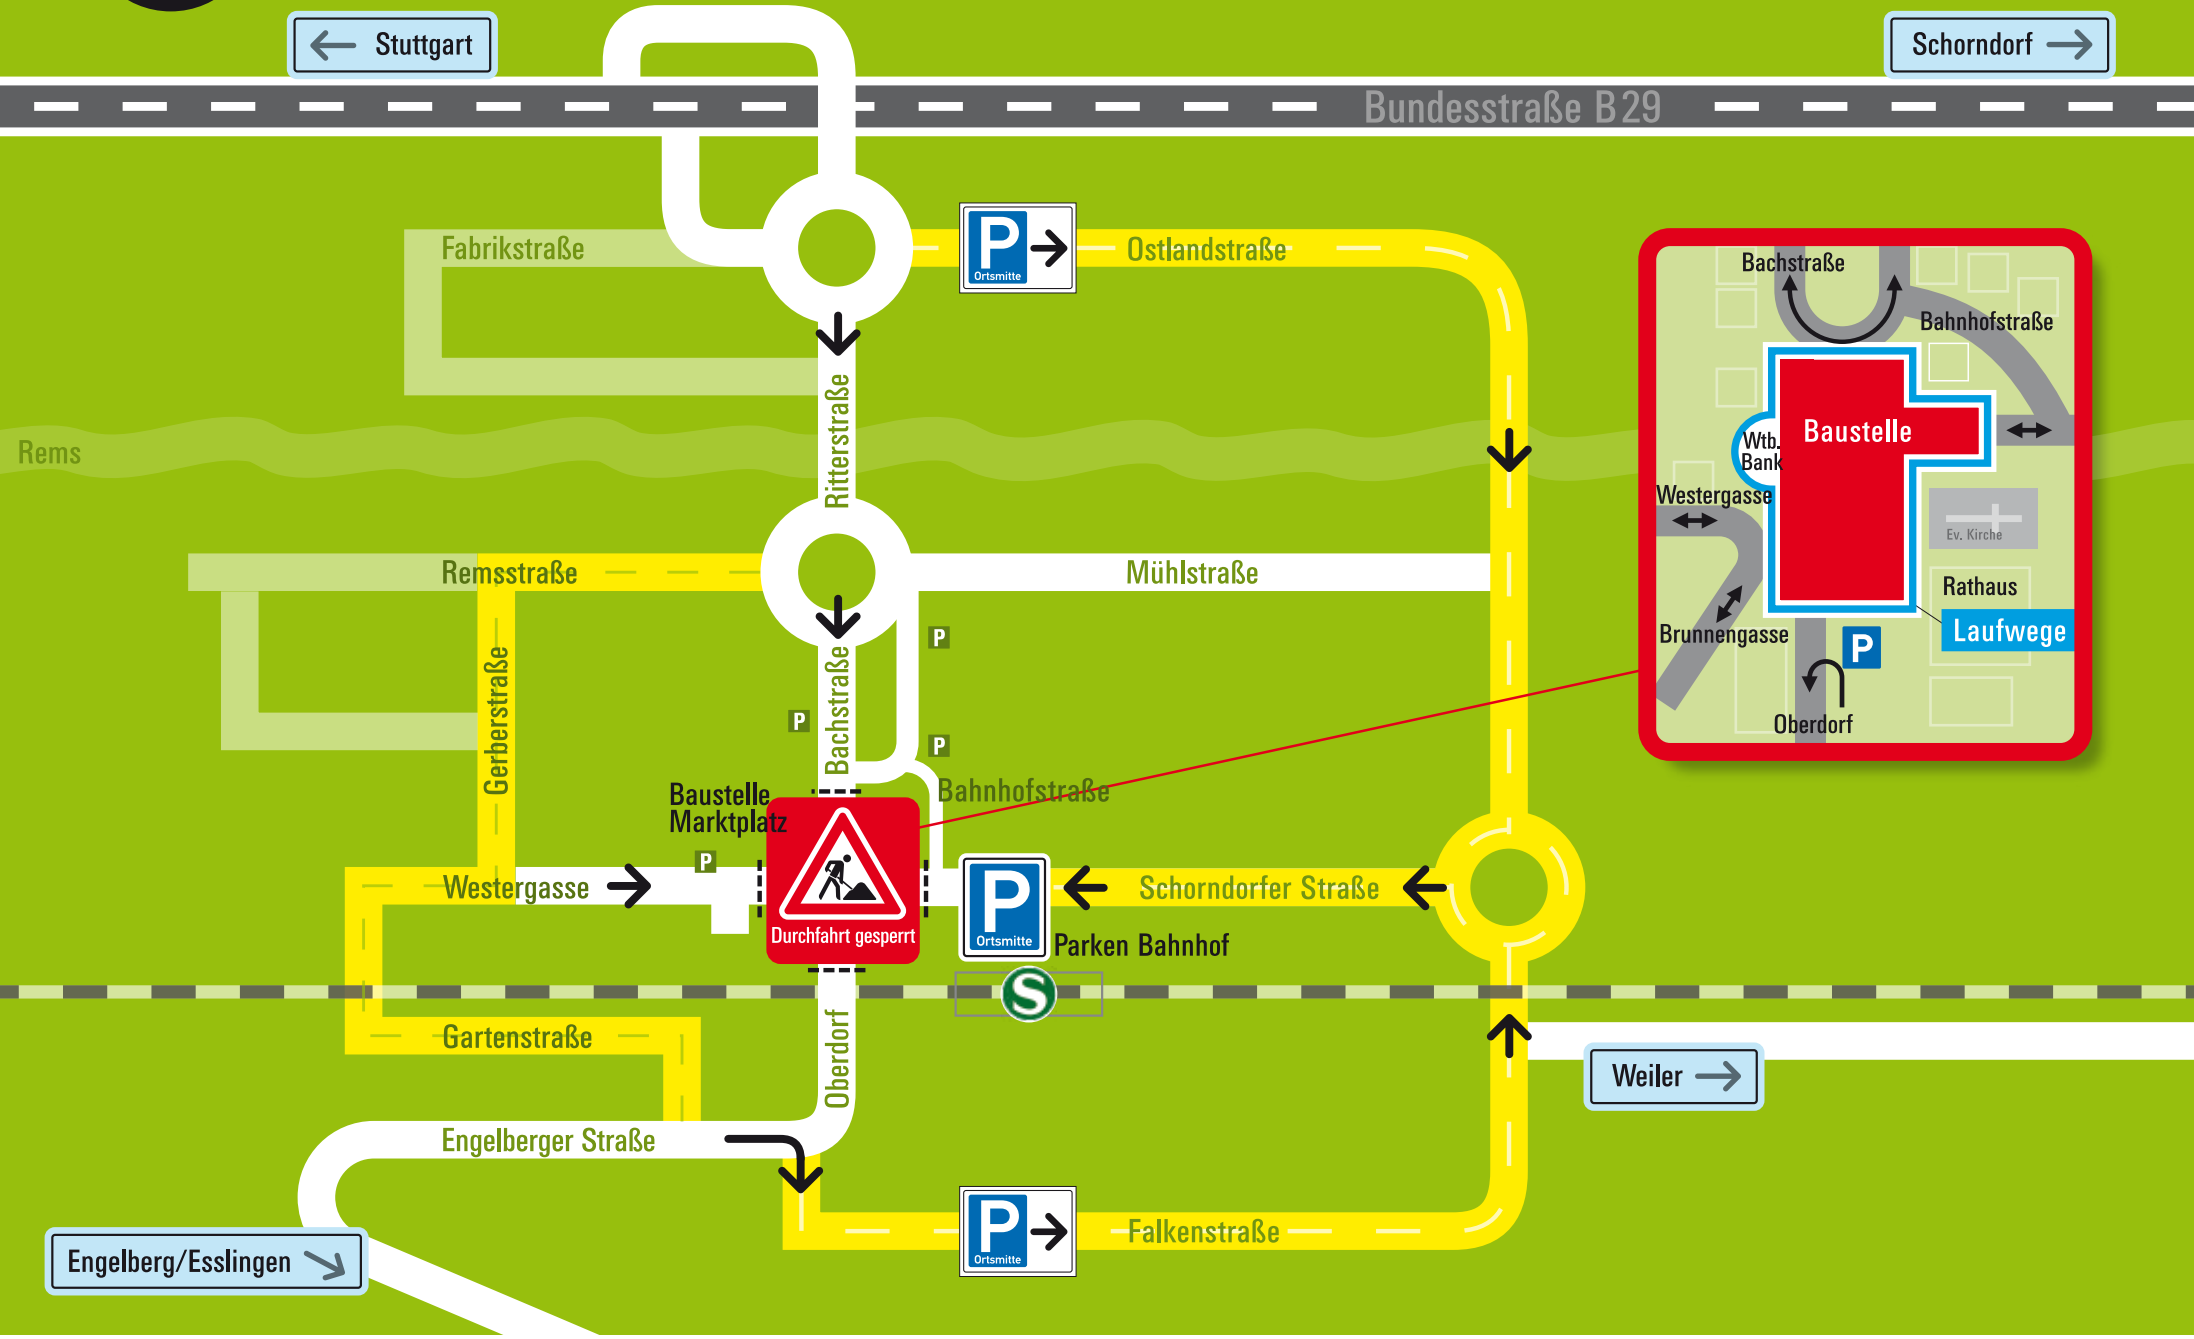 Stuttgart
Schorndorf
Bundesstraße B 29
Fabrikstraße
P
Ortsmitte
Ostlandstraße
Ritterstraße
Rems
Remsstraße
Mühlstraße
Gerberstraße
Bachstraße
P
P
P
Bahnhofstraße
Baustelle
Marktplatz
P
Westergasse
Durchfahrt gesperrt
P
Ortsmitte
Schorndorfer Straße
Parken Bahnhof
S
Gartenstraße
Oberdorf
Engelberger Straße
Weiler
P
Ortsmitte
Falkenstraße
Engelberg/Esslingen
Bachstraße
Bahnhofstraße
Baustelle
Wtb.
Bank
Westergasse
Ev. Kirche
Rathaus
Laufwege
Brunnengasse
P
Oberdorf